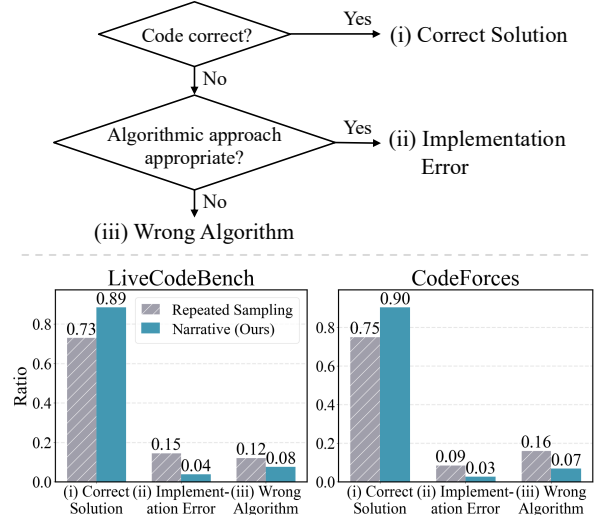 Code correct?
Yes
(i) Correct Solution
No
Algorithmic approach
appropriate?
Yes
(ii) Implementation
Error
No
(iii) Wrong Algorithm
LiveCodeBench
Ratio
0.0
0.2
0.4
0.6
0.8
0.73
0.89
0.15
0.04
0.12
0.08
Repeated Sampling
Narrative (Ours)
(i) Correct
Solution
(ii) Implement-
ation Error
(iii) Wrong
Algorithm
CodeForces
0.0
0.2
0.4
0.6
0.8
0.75
0.90
0.09
0.03
0.16
0.07
(i) Correct
Solution
(ii) Implement-
ation Error
(iii) Wrong
Algorithm